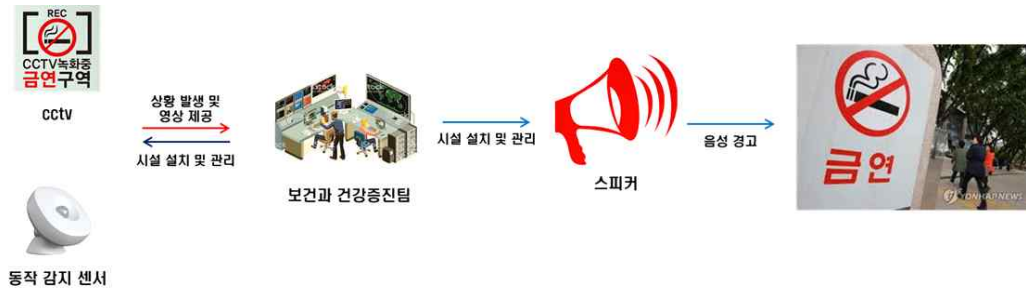 REC
CCTV녹화중
금연구역
cctv
상황 발생 및
영상 제공
시설 설치 및 관리
동작 감지 센서
보건과 건강증진팀
시설 설치 및 관리
스피커
음성 경고
금연
YONHAPNEWS